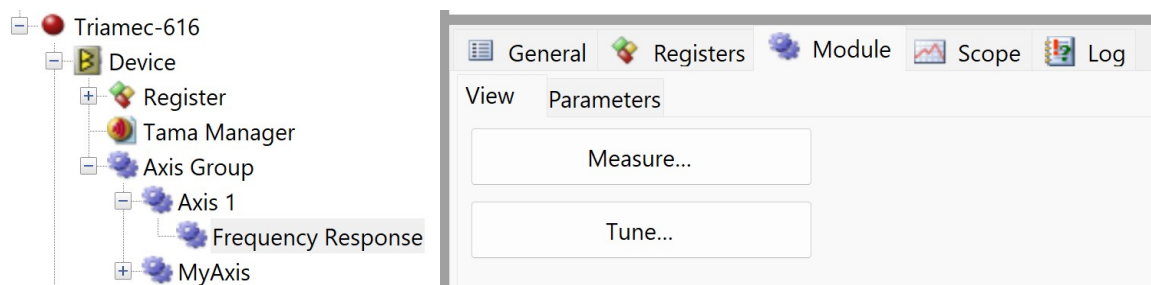 Triamec-616
Device
Register
Tama Manager
Axis Group
Axis 1
Frequency Response
MyAxis
General Registers Module Scope Log
View Parameters
Measure...
Tune...